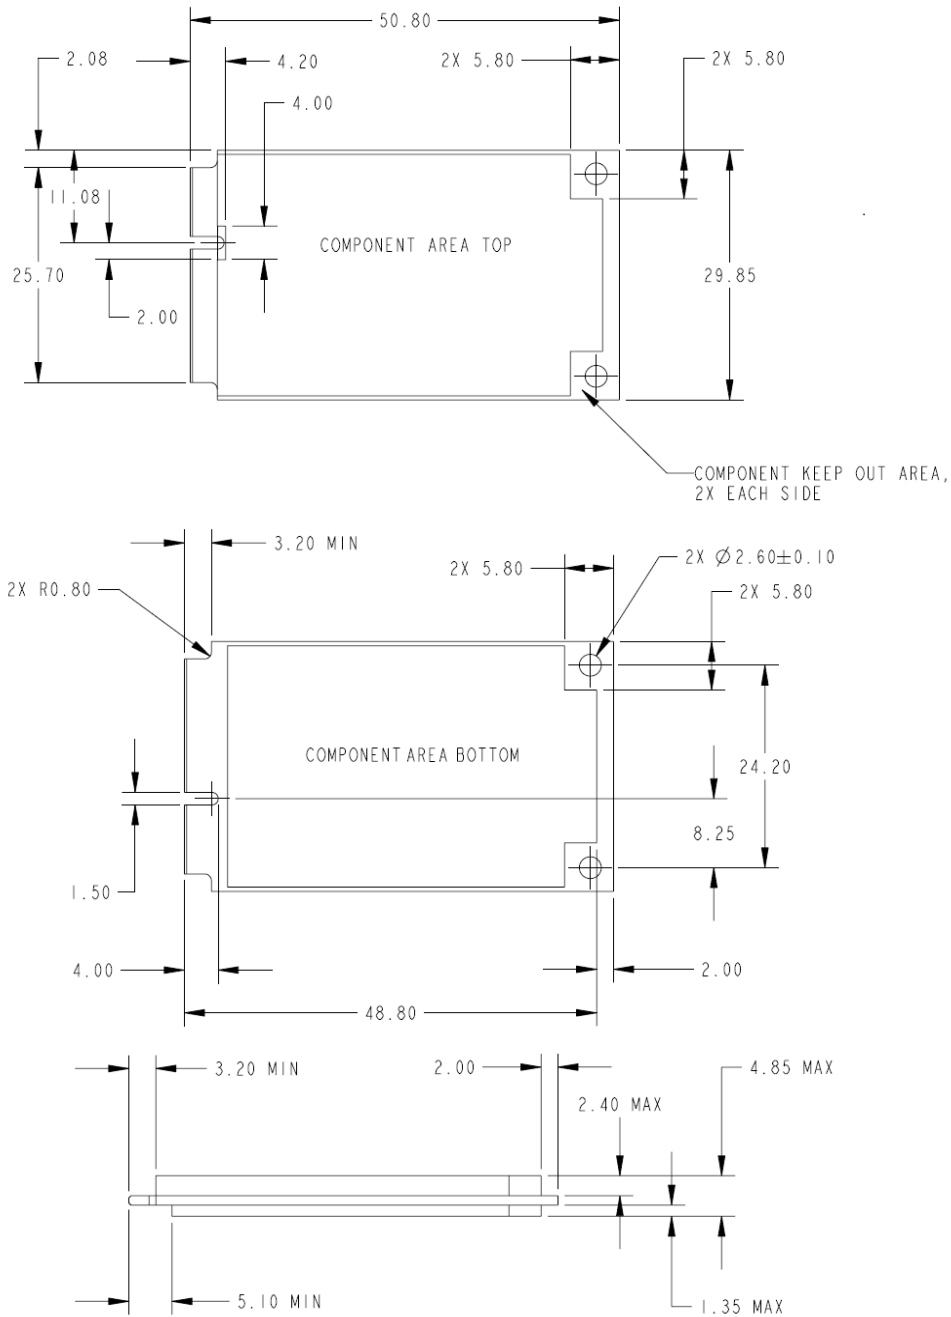 50.80
2.08
4.20
2X 5.80
2X 5.80
4.00
11.08
COMPONENT AREA TOP
25.70
29.85
2.00
COMPONENT KEEP OUT AREA,
2X EACH SIDE
3.20 MIN
2X 5.80
2X Ø2.60±0.10
2X R0.80
2X 5.80
COMPONENT AREA BOTTOM
24.20
8.25
1.50
4.00
2.00
48.80
3.20 MIN
2.00
4.85 MAX
2.40 MAX
5.10 MIN
1.35 MAX